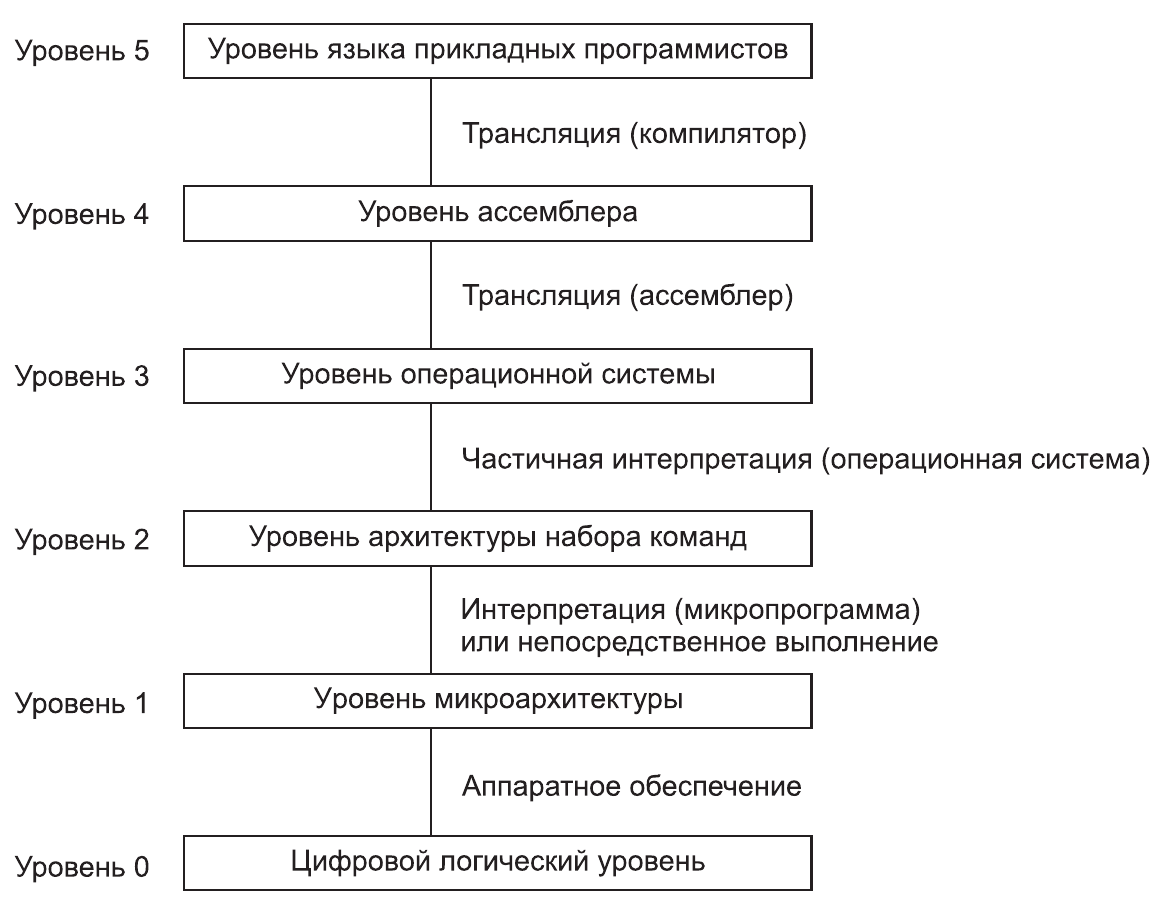 Уровень 5
Уровень языка прикладных программистов
Трансляция (компилятор)
Уровень 4
Уровень ассемблера
Трансляция (ассемблер)
Уровень 3
Уровень операционной системы
Частичная интерпретация (операционная система)
Уровень 2
Уровень архитектуры набора команд
Интерпретация (микропрограмма)
или непосредственное выполнение
Уровень 1
Уровень микроархитектуры
Аппаратное обеспечение
Уровень 0
Цифровой логический уровень